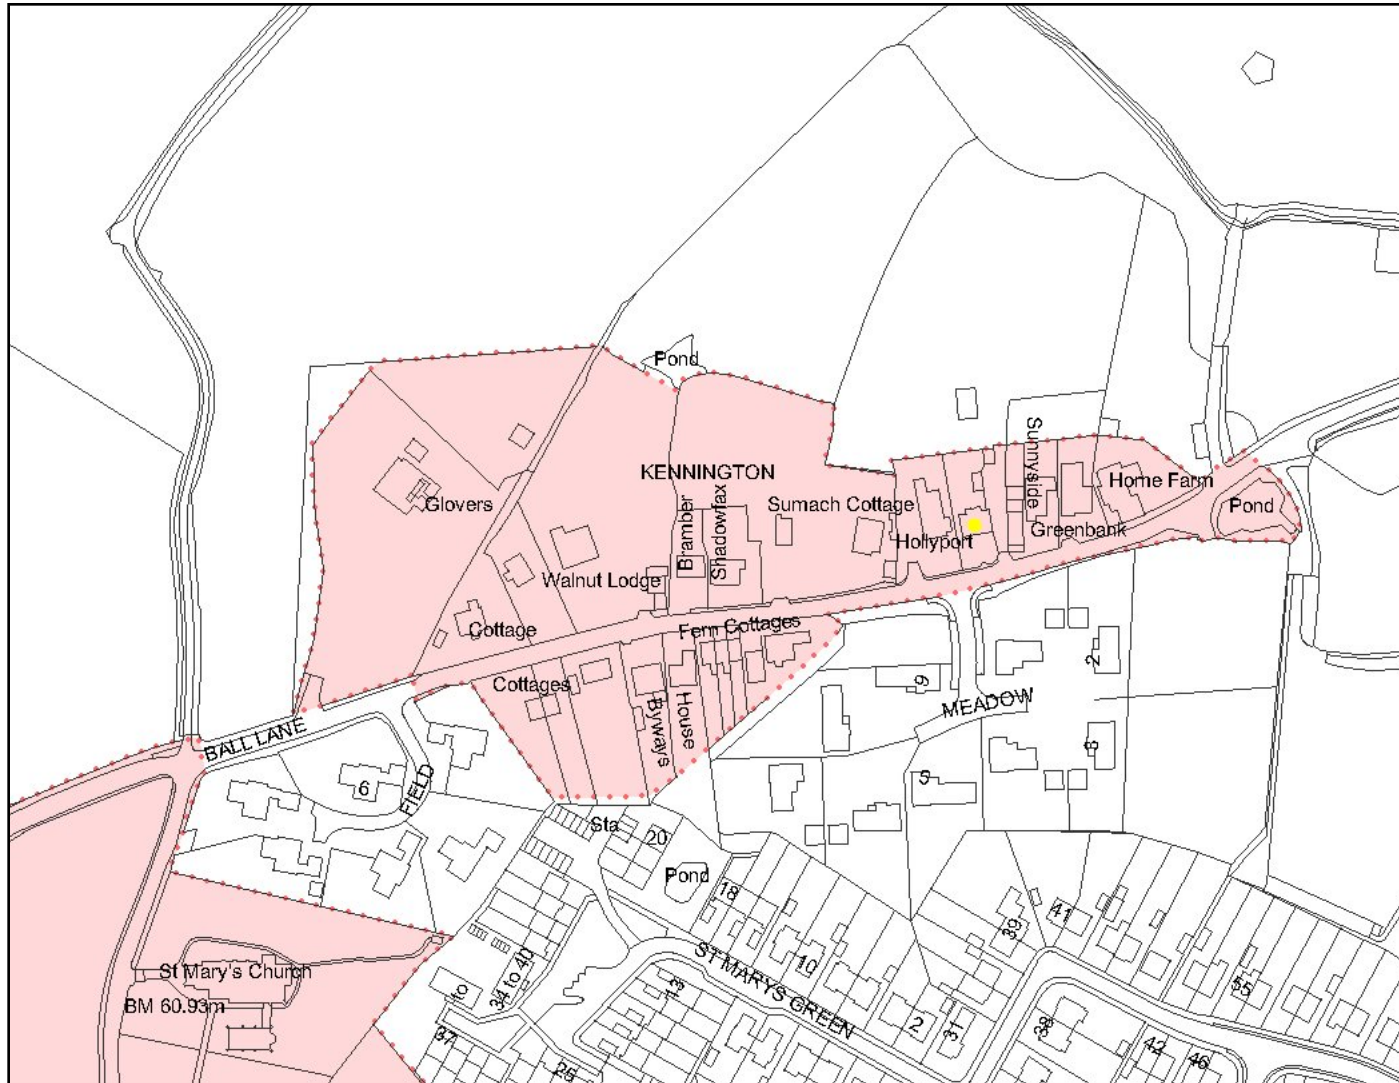 Pond
KENNINGTON
Sunnyside
Glovers
Home Farm
Bramber
Shadowfax
Sumach Cottage
Pond
Hollyport
Greenbank
Walnut Lodge
Cottage
Fern Cottages
Cottages
Byways
House
9
2
MEADOW
BALL LANE
6
FIELD
8
5
Sta
20
Pond
18
39
41
ST MARYS GREEN
10
St Mary's Church
34 to 40
to
BM 60.93m
13
55
2
31
38
37
25
42
46